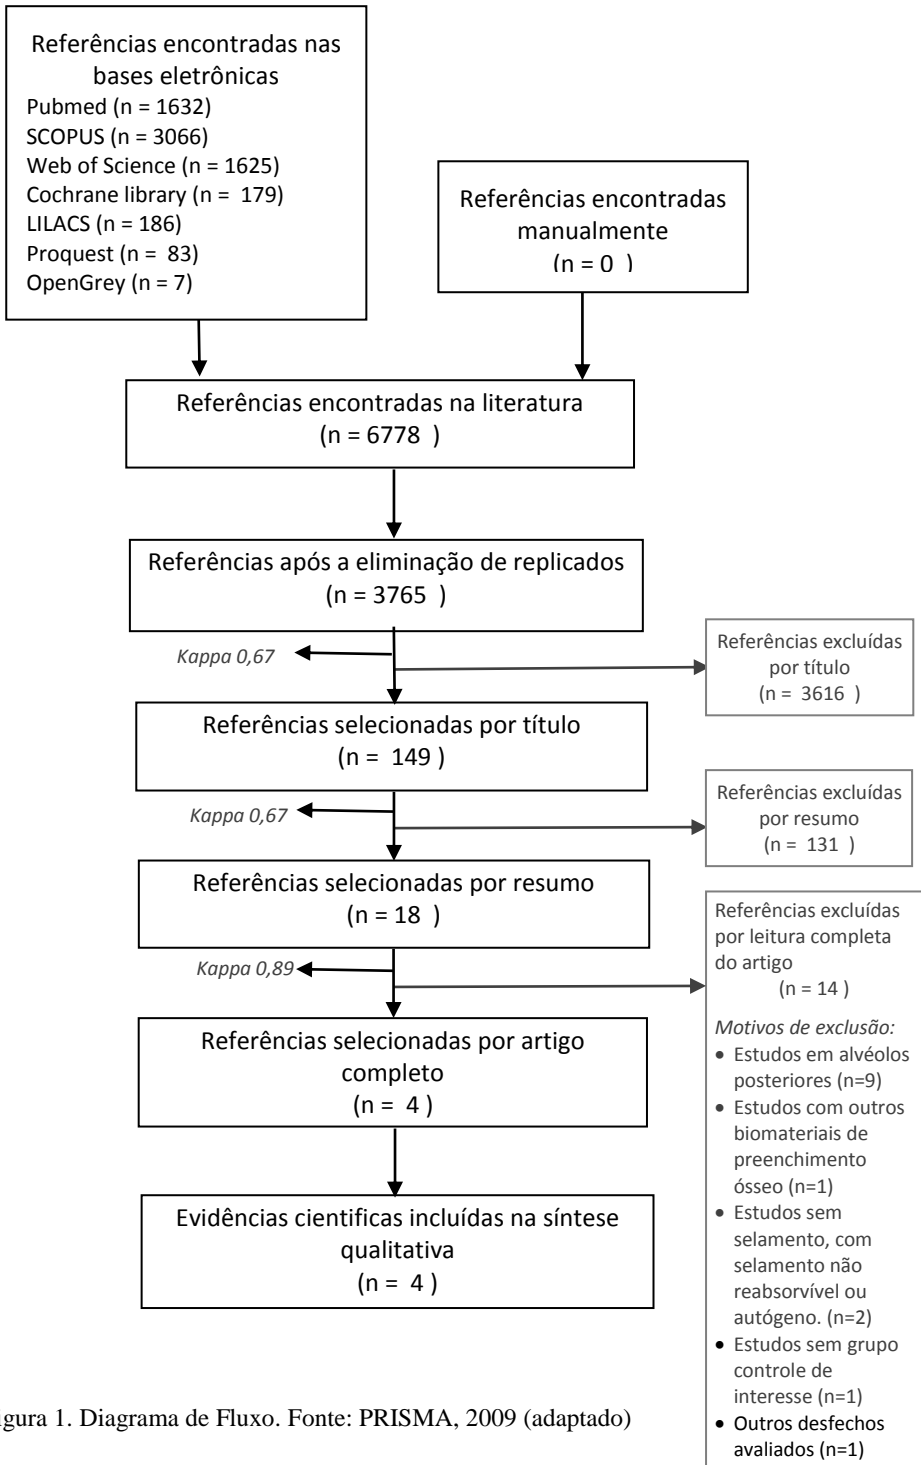 Referências encontradas nas
bases eletrônicas
Pubmed (n = 1632)
SCOPUS (n = 3066)
Web of Science (n = 1625)
Cochrane library (n = 179)
LILACS (n = 186)
Proquest (n = 83)
OpenGrey (n = 7)
Referências encontradas
manualmente
(n = 0 )
Referências encontradas na literatura
(n = 6778 )
Referências após a eliminação de replicados
(n = 3765 )
Kappa 0,67
Referências excluídas
por título
(n = 3616 )
Referências selecionadas por título
(n = 149 )
Kappa 0,67
Referências excluídas
por resumo
(n = 131 )
Referências selecionadas por resumo
(n = 18 )
Kappa 0,89
Referências excluídas
por leitura completa
do artigo
(n = 14 )
Motivos de exclusão:
• Estudos em alvéolos
posteriores (n=9)
• Estudos com outros
biomateriais de
preenchimento
ósseo (n=1)
• Estudos sem
selamento, com
selamento não
reabsorvível ou
autógeno. (n=2)
• Estudos sem grupo
controle de
interesse (n=1)
• Outros desfechos
avaliados (n=1)
Referências selecionadas por artigo
completo
(n = 4 )
Evidências cientificas incluídas na síntese
qualitativa
(n = 4 )
igura 1. Diagrama de Fluxo. Fonte: PRISMA, 2009 (adaptado)